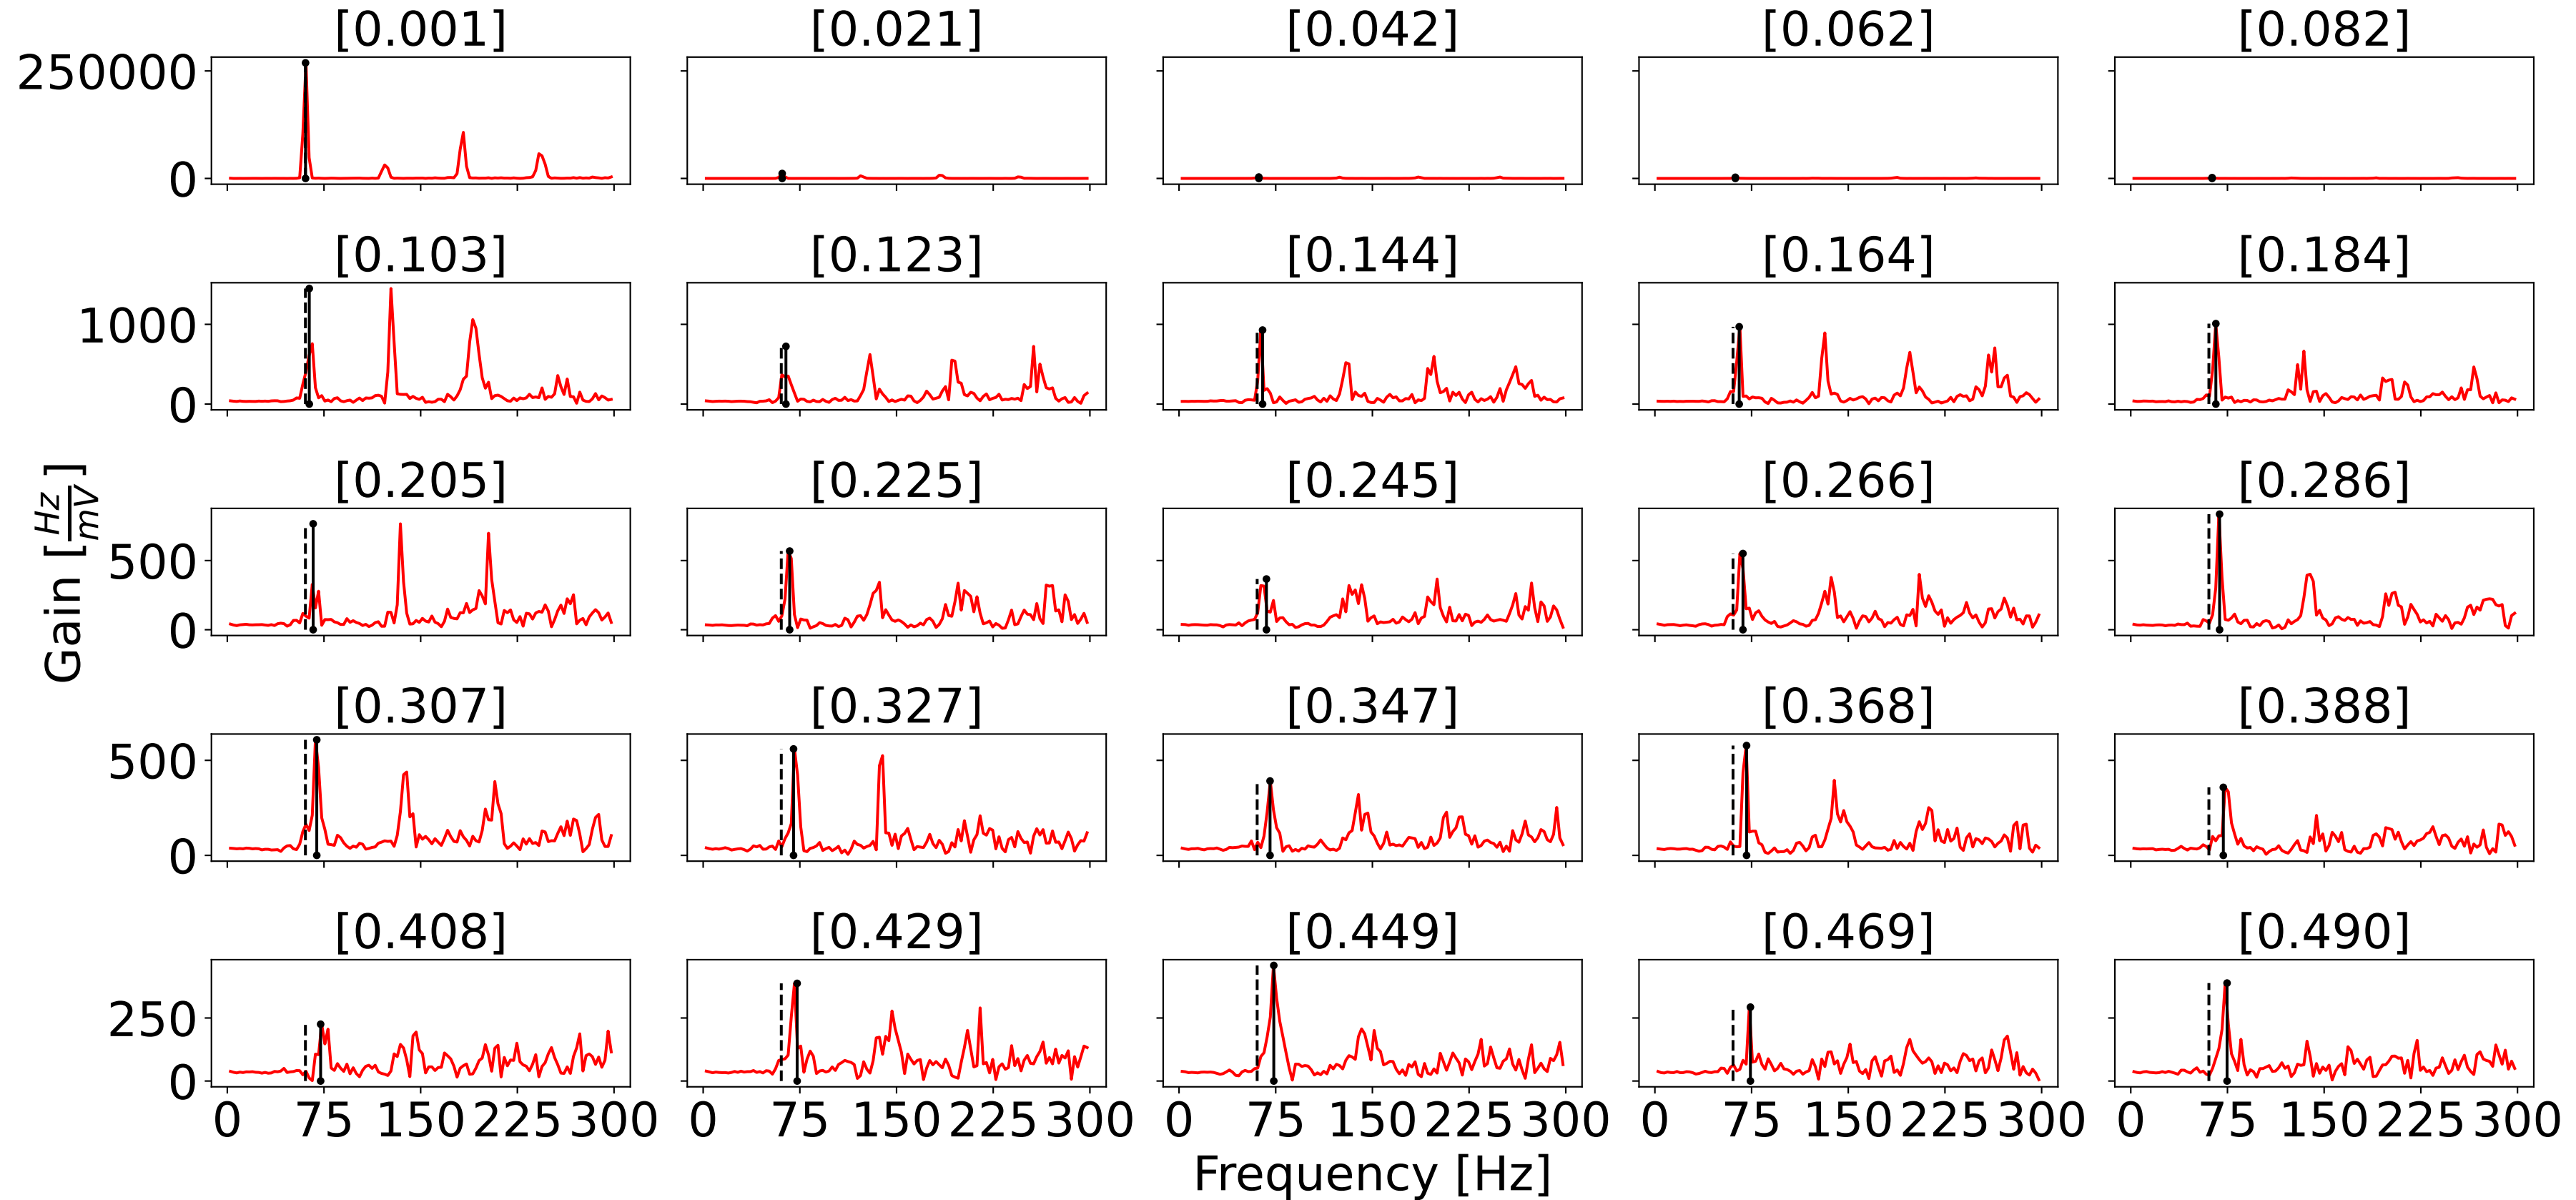 [0.001] [0.021] [0.042] [0.062] [0.082]
250000
0
[0.103] [0.123] [0.144] [0.164] [0.184]
1000
0
[0.205] [0.225] [0.245] [0.266] [0.286]
500
0
Gain [Hz/mV]
[0.307] [0.327] [0.347] [0.368] [0.388]
500
0
[0.408] [0.429] [0.449] [0.469] [0.490]
250
0
0 75 150 225 300 0 75 150 225 300 0 75 150 225 300 0 75 150 225 300 0 75 150 225 300
Frequency [Hz]